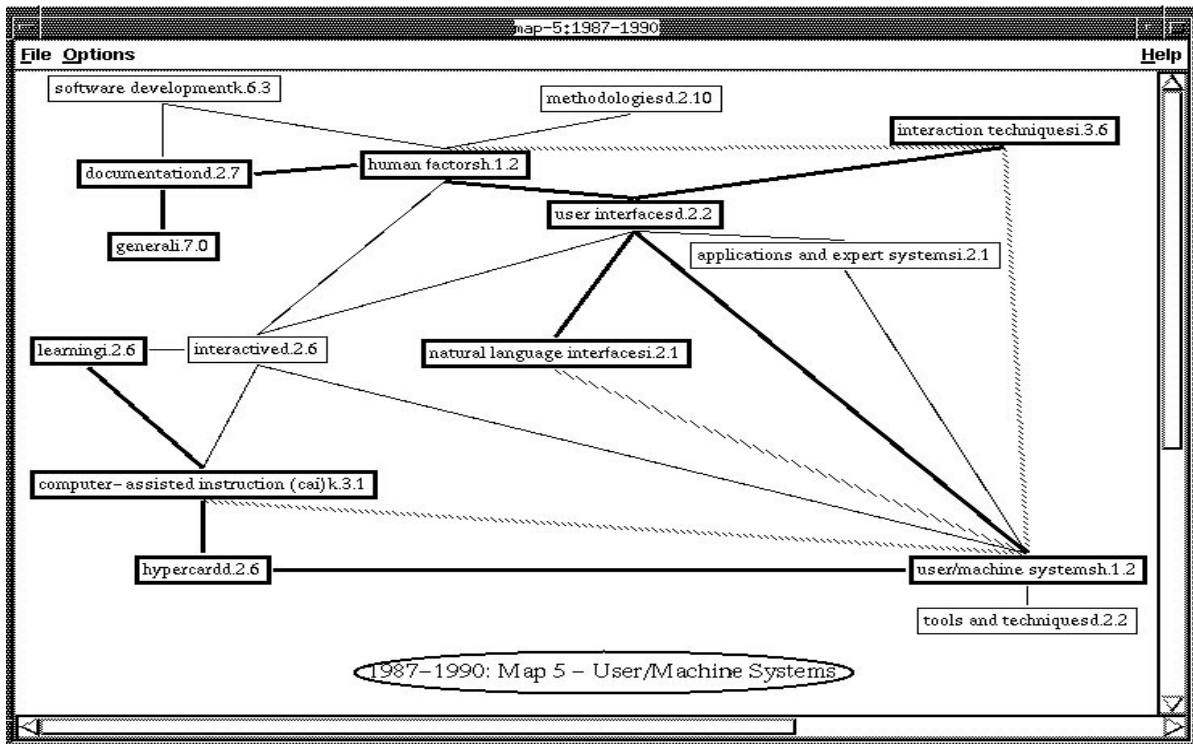 map-5:1987-1990
File Options
Help
software developmentk.6.3
methodologiesd.2.10
interaction techniquesi.3.6
human factorsh.1.2
documentationd.2.7
user interfacesd.2.2
generali.7.0
applications and expert systemsi.2.1
learningi.2.6
interactived.2.6
natural language interfacesi.2.1
computer- assisted instruction (cai)k.3.1
hypercardd.2.6
user/machine systemsh.1.2
tools and techniquesd.2.2
1987-1990: Map 5 - User/Machine Systems